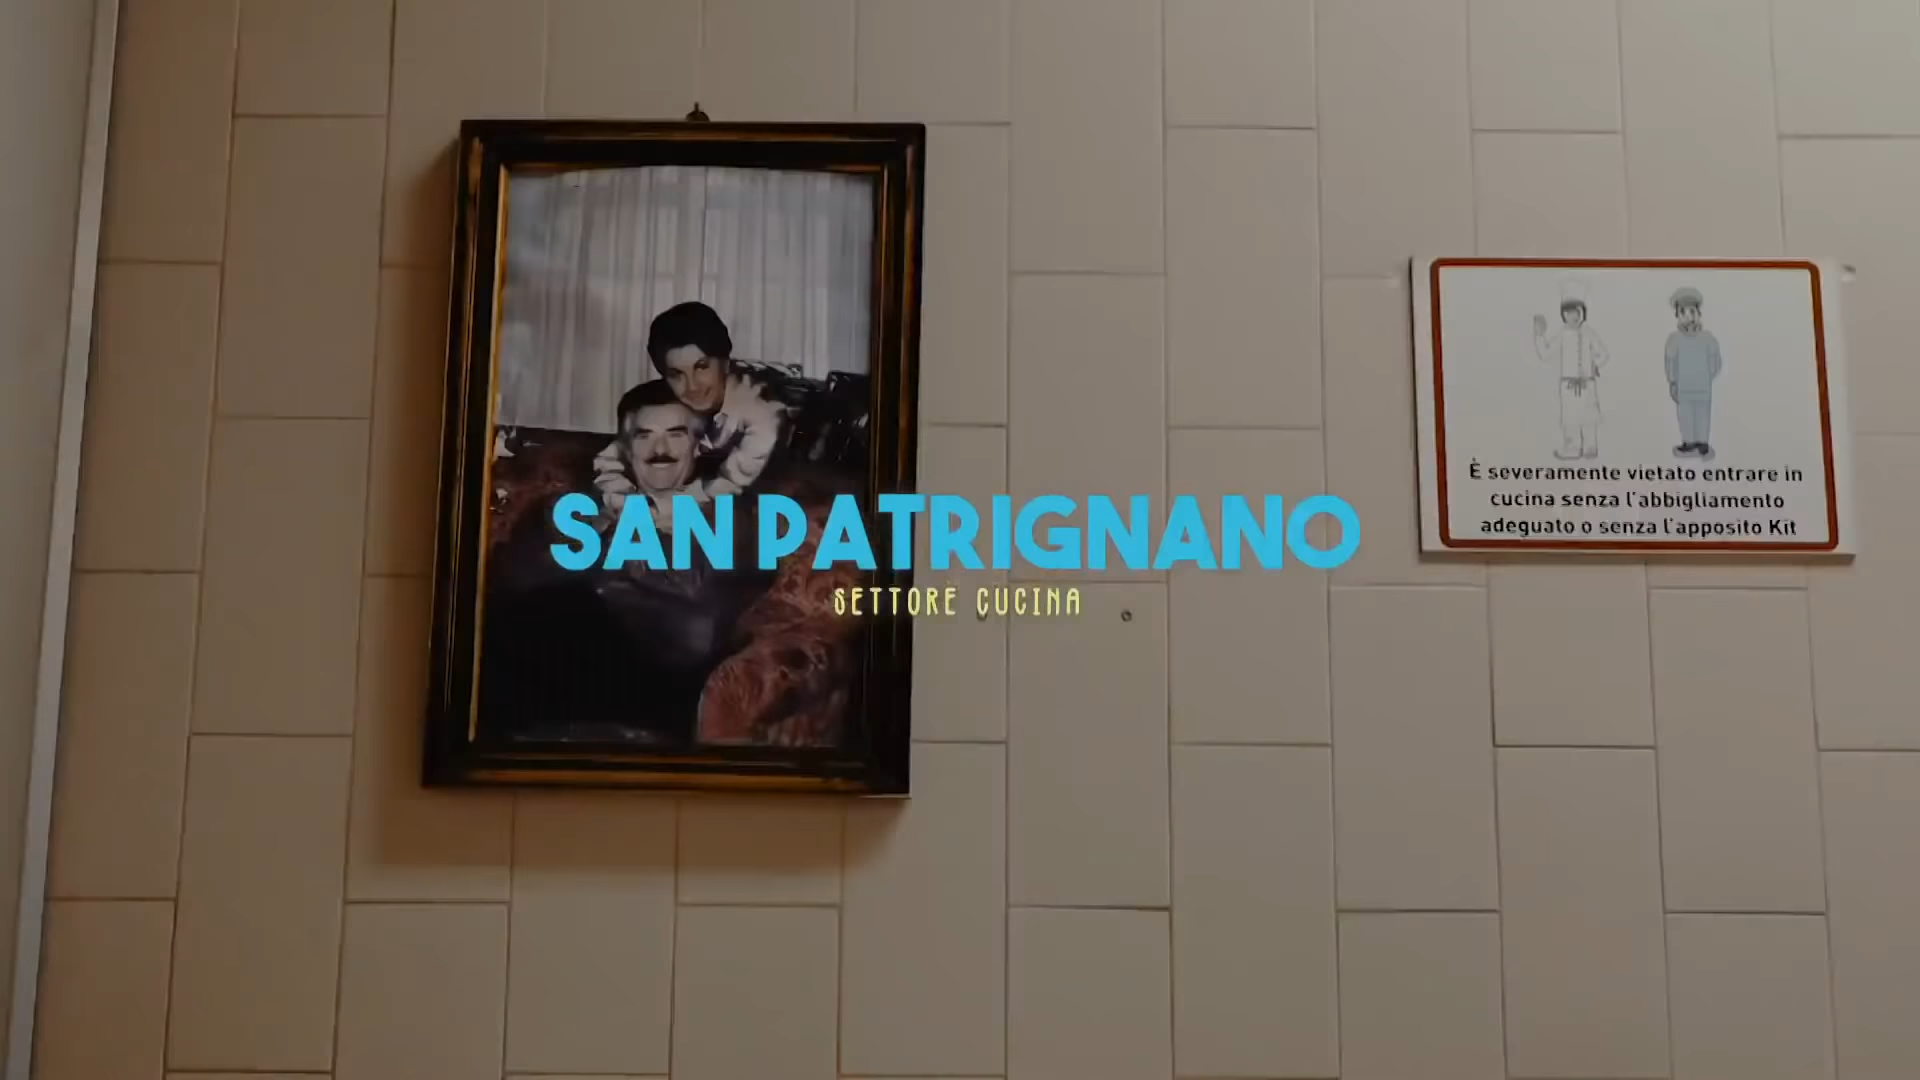 SAN PATRIGNANO
SETTORE CUCINA
È severamente vietato entrare in
cucina senza l'abbigliamento
adeguato o senza l'apposito Kit